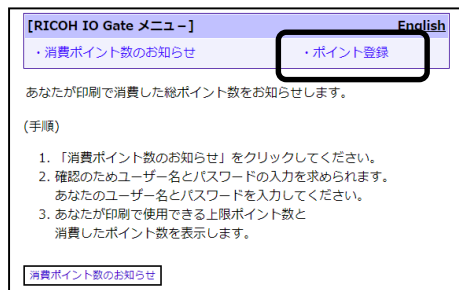 [RICOH IO Gate メニュー] English
・消費ポイント数のお知らせ ・ポイント登録
あなたが印刷で消費した総ポイント数をお知らせします。
(手順)
1. 「消費ポイント数のお知らせ」をクリックしてください。
2. 確認のためユーザー名とパスワードの入力を求められます。
あなたのユーザー名とパスワードを入力してください。
3. あなたが印刷で使用できる上限ポイント数と
消費したポイント数を表示します。
消費ポイント数のお知らせ